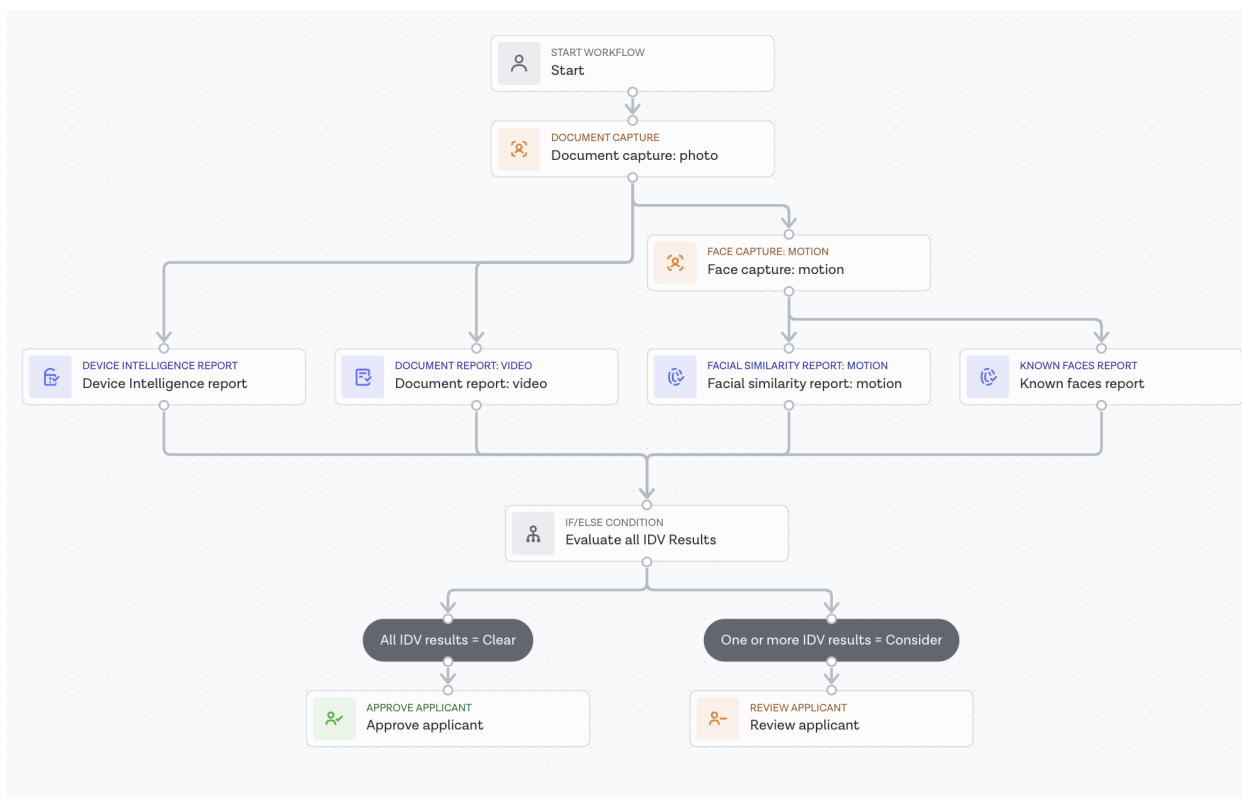 START WORKFLOW
Start
DOCUMENT CAPTURE
Document capture: photo
FACE CAPTURE: MOTION
Face capture: motion
DEVICE INTELLIGENCE REPORT
Device Intelligence report
DOCUMENT REPORT: VIDEO
Document report: video
FACIAL SIMILARITY REPORT: MOTION
Facial similarity report: motion
KNOWN FACES REPORT
Known faces report
IF/ELSE CONDITION
Evaluate all IDV Results
All IDV results = Clear
One or more IDV results = Consider
APPROVE APPLICANT
Approve applicant
REVIEW APPLICANT
Review applicant